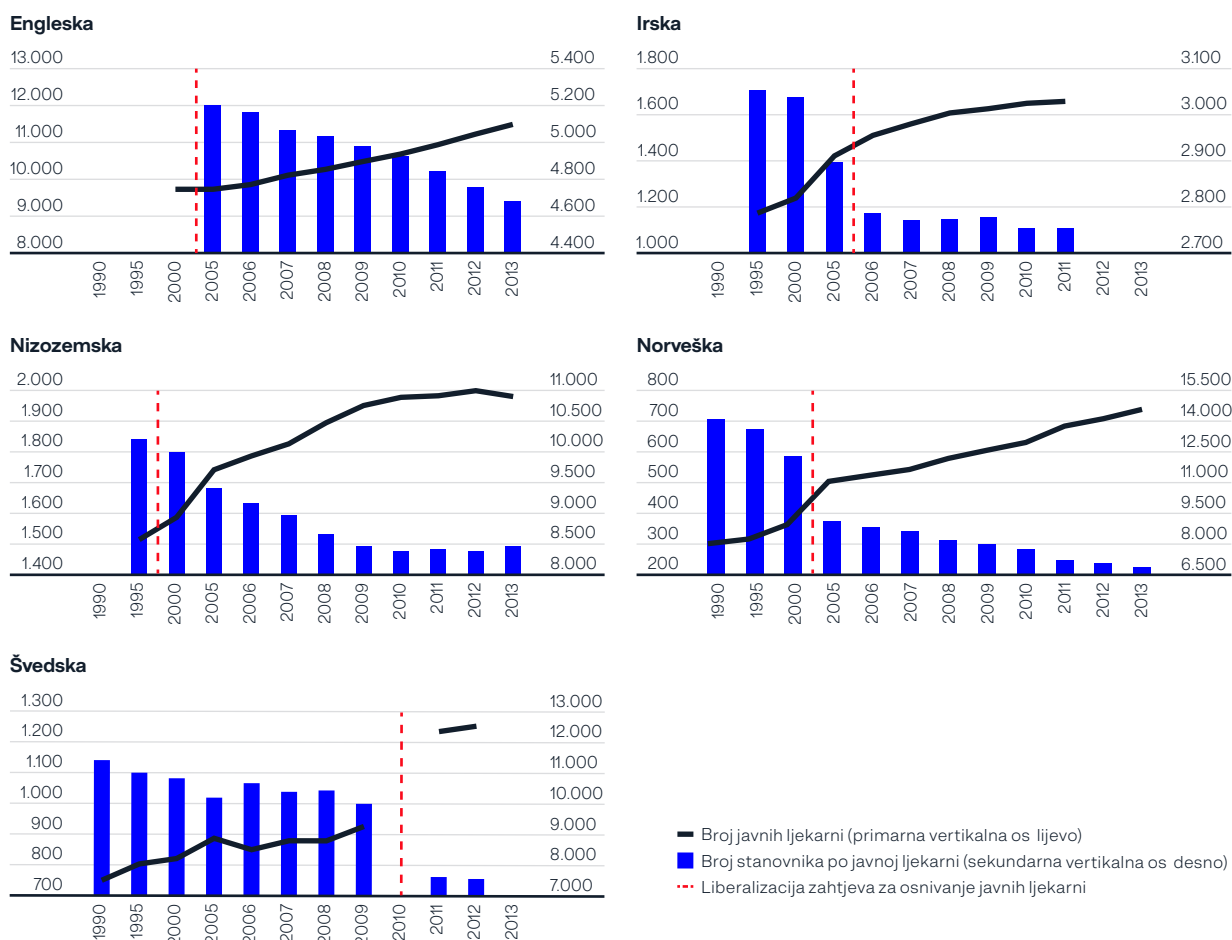 Engleska
13.000 5.400
12.000 5.200
11.000 5.000
10.000 4.800
9.000 4.600
8.000 4.400
1990 1995 2000 2005 2006 2007 2008 2009 2010 2011 2012 2013
Irska
1.800 3.100
1.600 3.000
1.400 2.900
1.200 2.800
1.000 2.700
1990 1995 2000 2005 2006 2007 2008 2009 2010 2011 2012 2013
Nizozemska
2.000 11.000
1.900 10.500
1.800 10.000
1.700 9.500
1.600 9.000
1.500 8.500
1.400 8.000
1990 1995 2000 2005 2006 2007 2008 2009 2010 2011 2012 2013
Norveška
800 15.500
700 14.000
600 12.500
500 11.000
400 9.500
300 8.000
200 6.500
1990 1995 2000 2005 2006 2007 2008 2009 2010 2011 2012 2013
Švedska
1.300 13.000
1.200 12.000
1.100 11.000
1.000 10.000
900 9.000
800 8.000
700 7.000
1990 1995 2000 2005 2006 2007 2008 2009 2010 2011 2012 2013
Broj javnih ljekarni (primarna vertikalna os lijevo)
Broj stanovnika po javnoj ljekarni (sekundarna vertikalna os desno)
Liberalizacija zahtjeva za osnivanje javnih ljekarni